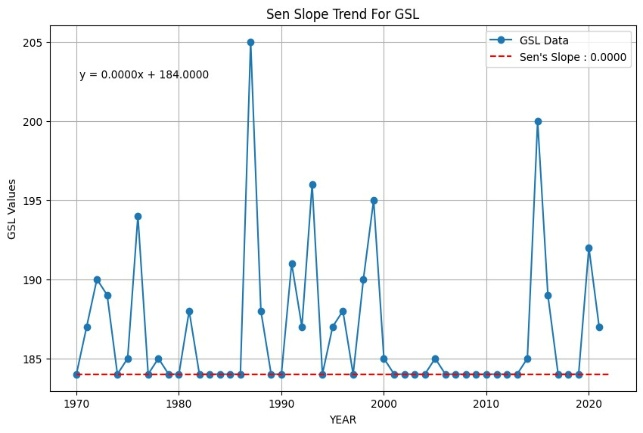 Sen Slope Trend For GSL
GSL Data
Sen's Slope : 0.0000
y = 0.0000x + 184.0000
205
200
195
190
185
GSL Values
1970
1980
1990
2000
2010
2020
YEAR